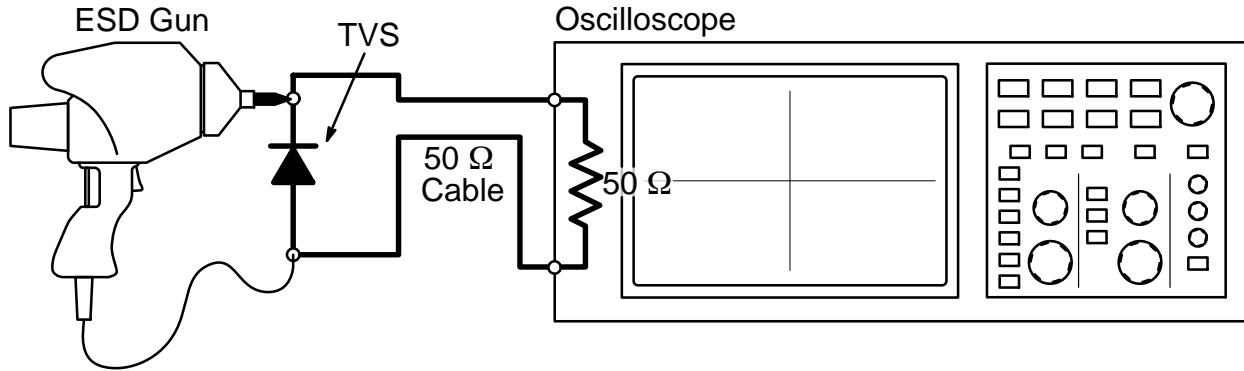 ESD Gun
TVS
Oscilloscope
50 Ω
Cable
50 Ω